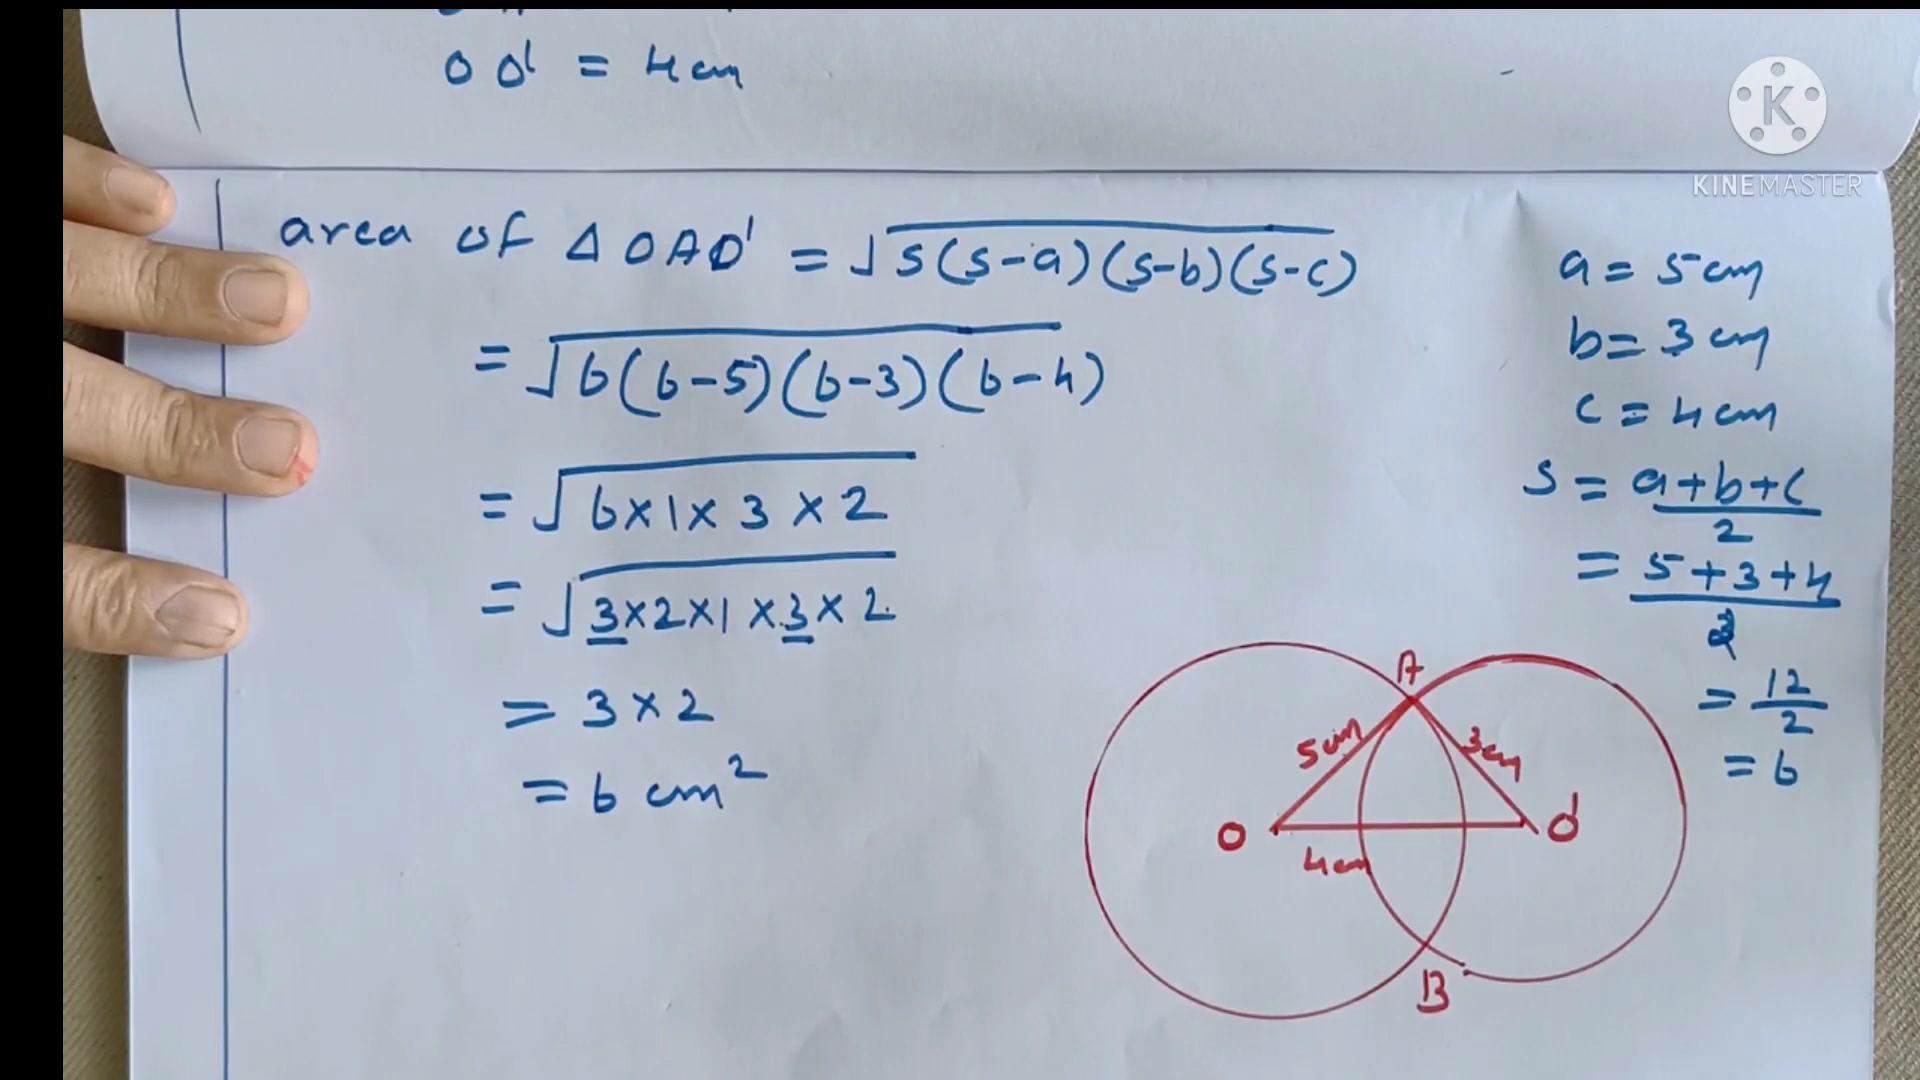 O O' = 4cm
KINEMASTER
area of △OAO' = √s(s-a)(s-b)(s-c)
= √6(6-5)(6-3)(6-4)
= √6×1×3×2
= √3×2×1×3×2
= 3×2
= 6 cm²
a = 5cm
b = 3cm
c = 4cm
S = a+b+c
2
= 5+3+4
2
= 12
2
= 6
A
5cm
3cm
O
O'
4cm
B